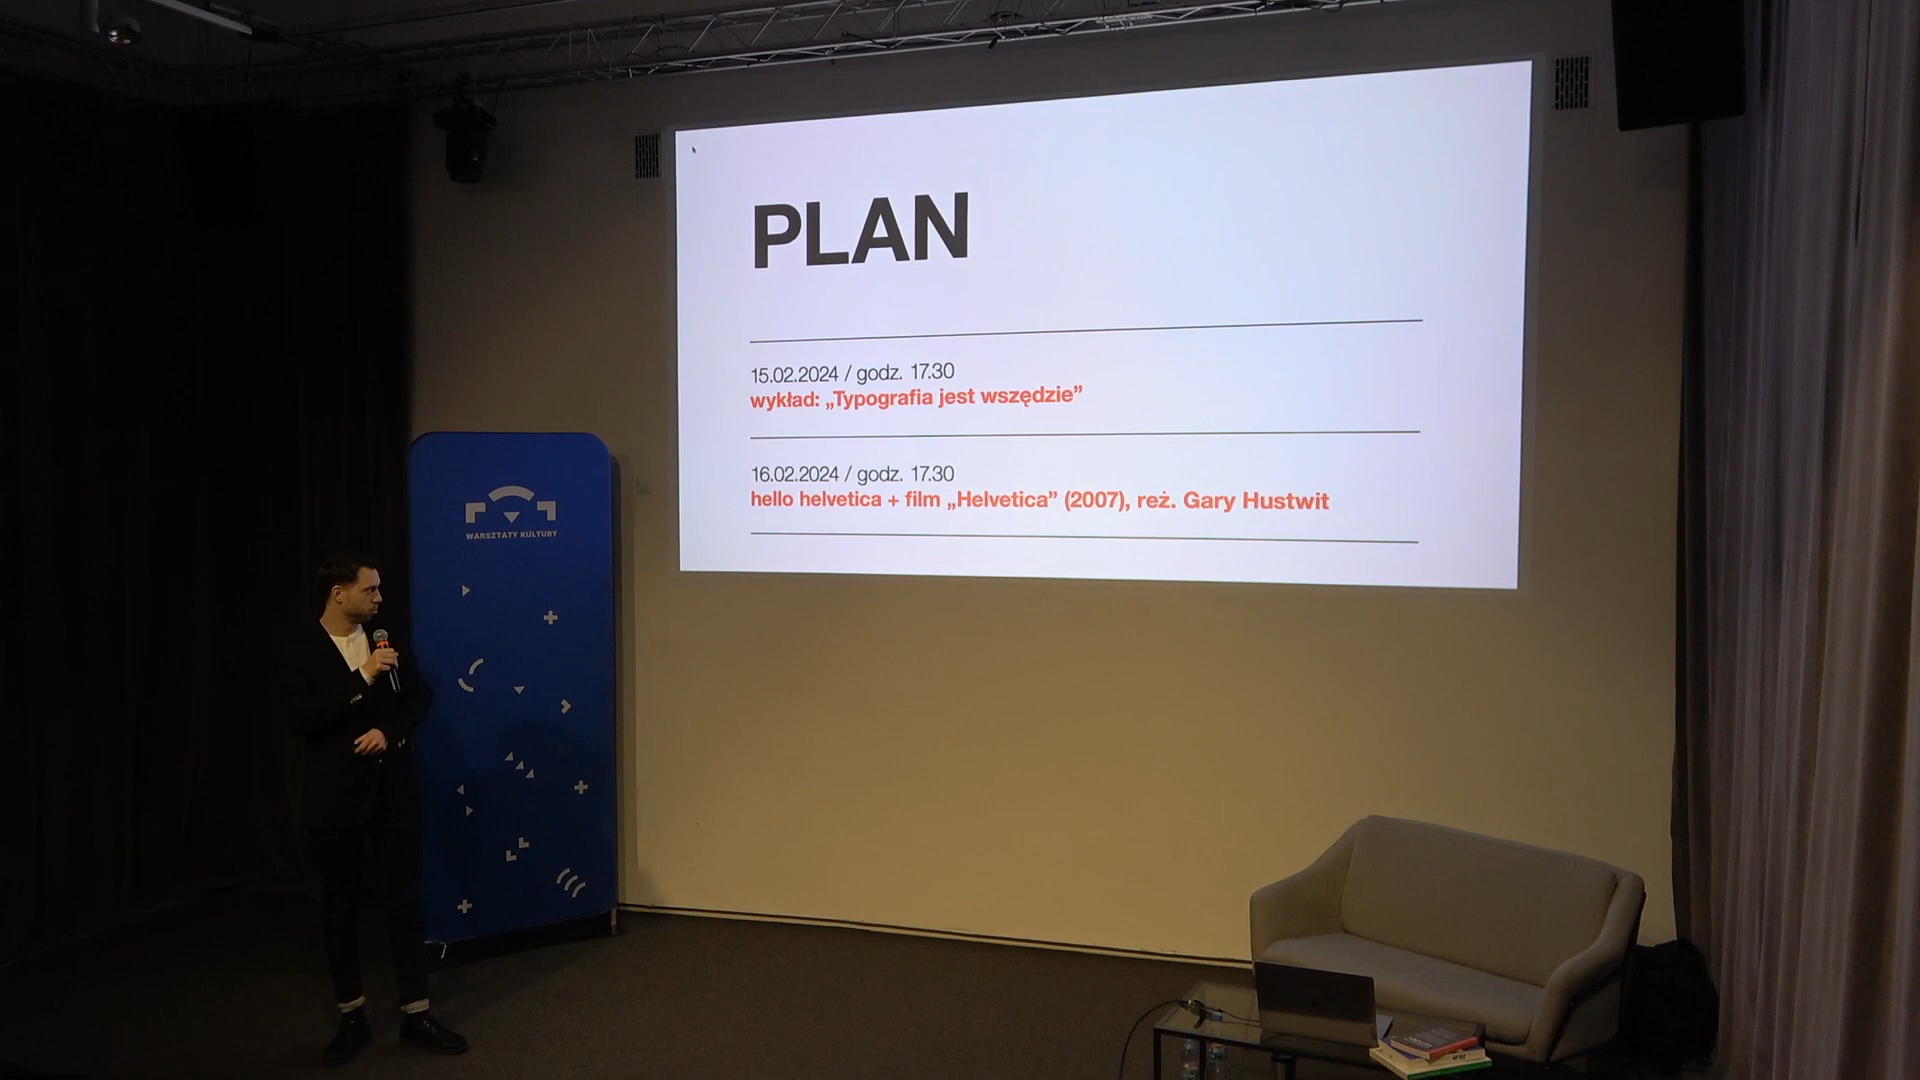 PLAN
15.02.2024 / godz. 17.30
wykład: „Typografia jest wszędzie”
16.02.2024 / godz. 17.30
hello helvetica + film „Helvetica” (2007), reż. Gary Hustwit
WARSZTATY KULTURY